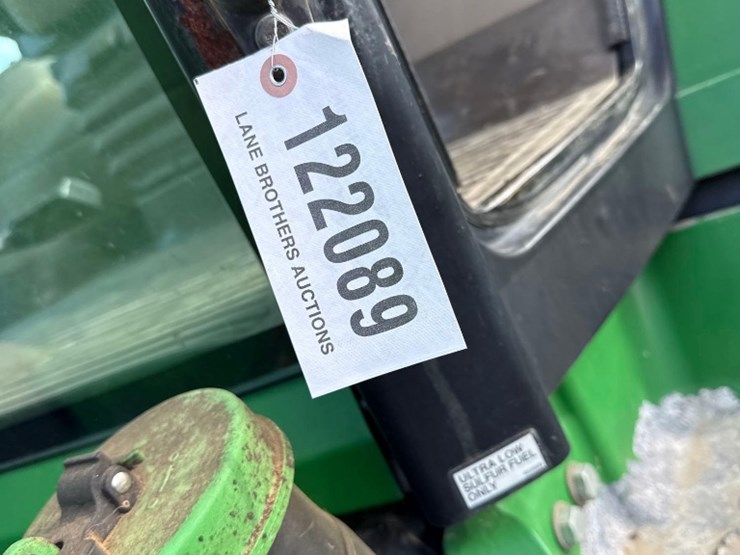 122089
LANE BROTHERS AUCTIONS
ULTRA LOW
SULFUR FUEL
ONLY